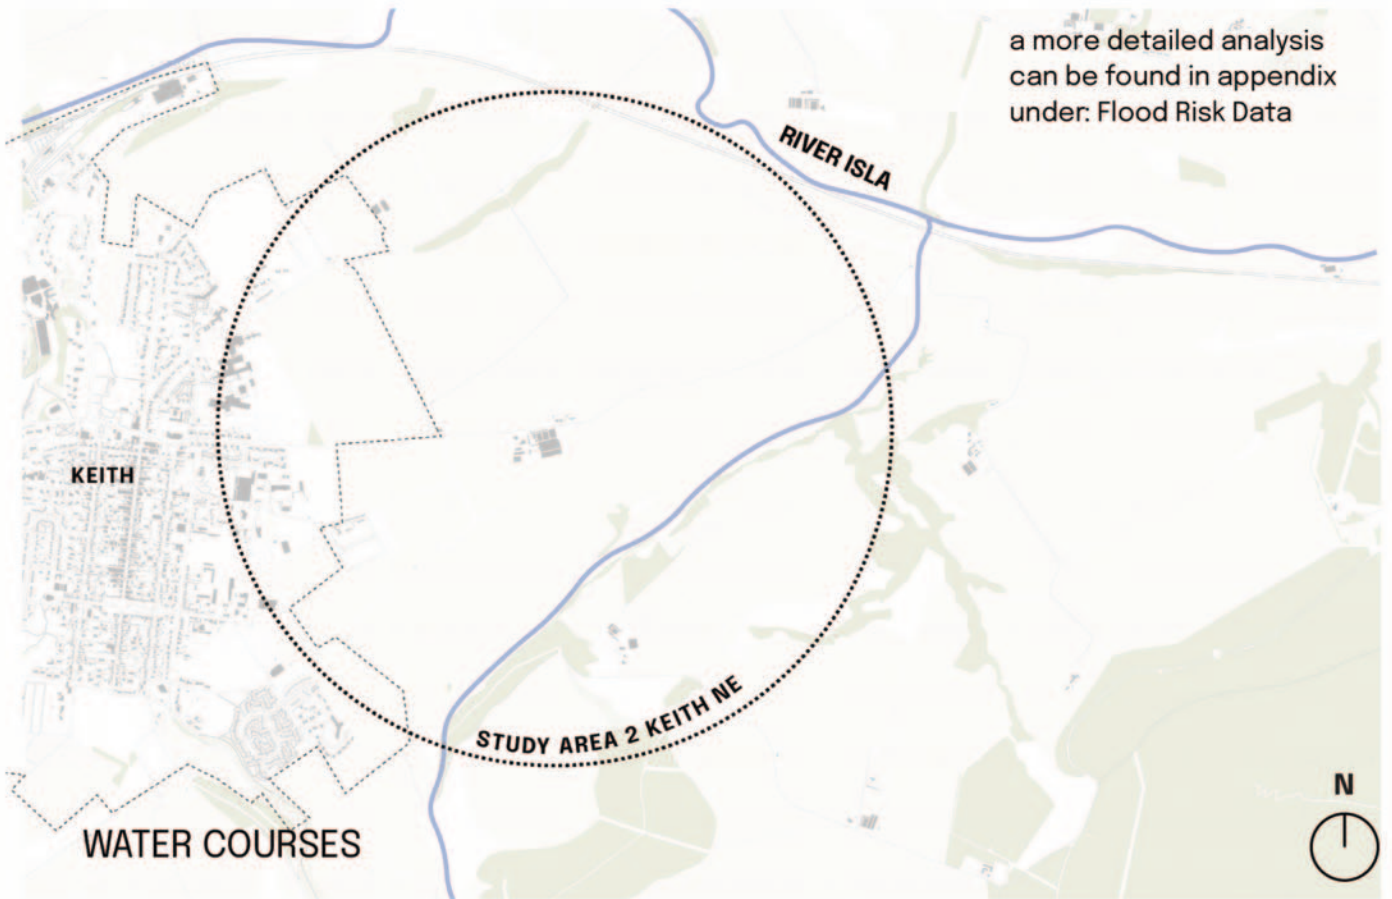 a more detailed analysis
can be found in appendix
under: Flood Risk Data
RIVER ISLA
KEITH
STUDY AREA 2 KEITH NE
WATER COURSES
N